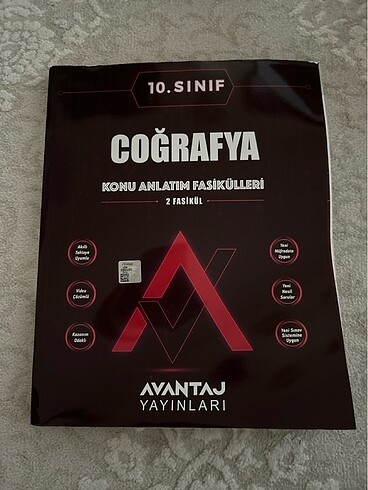 10.SINIF
COĞRAFYA
KONU ANLATIM FASİKÜLLERİ
2 FASİKÜL
Akıllı
Tahtaya
Uyumlu
Yeni
Müfredata
Uygun
Video
Çözümlü
Yeni
Nesil
Sorular
Kazanım
Odaklı
Yeni Sınav
Sistemine
Uygun
AVANTAJ
YAYINLARI